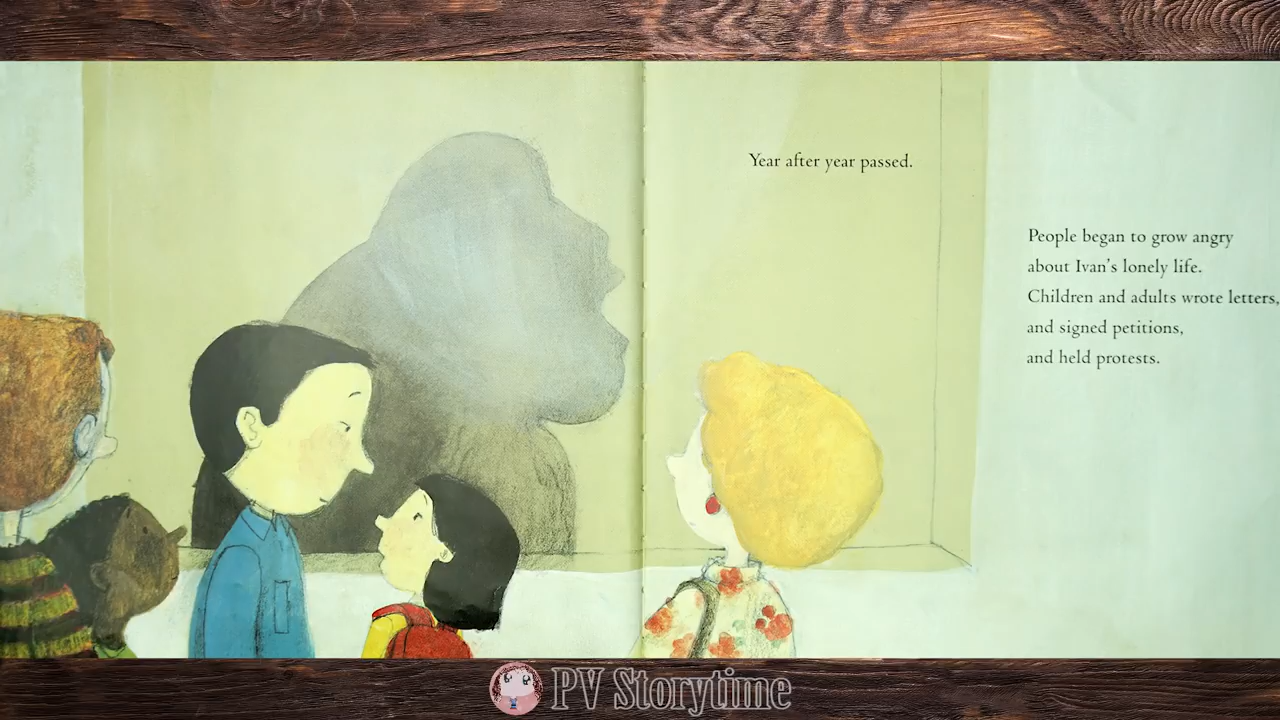 Year after year passed.
People began to grow angry
about Ivan's lonely life.
Children and adults wrote letters,
and signed petitions,
and held protests.
PV Storytime